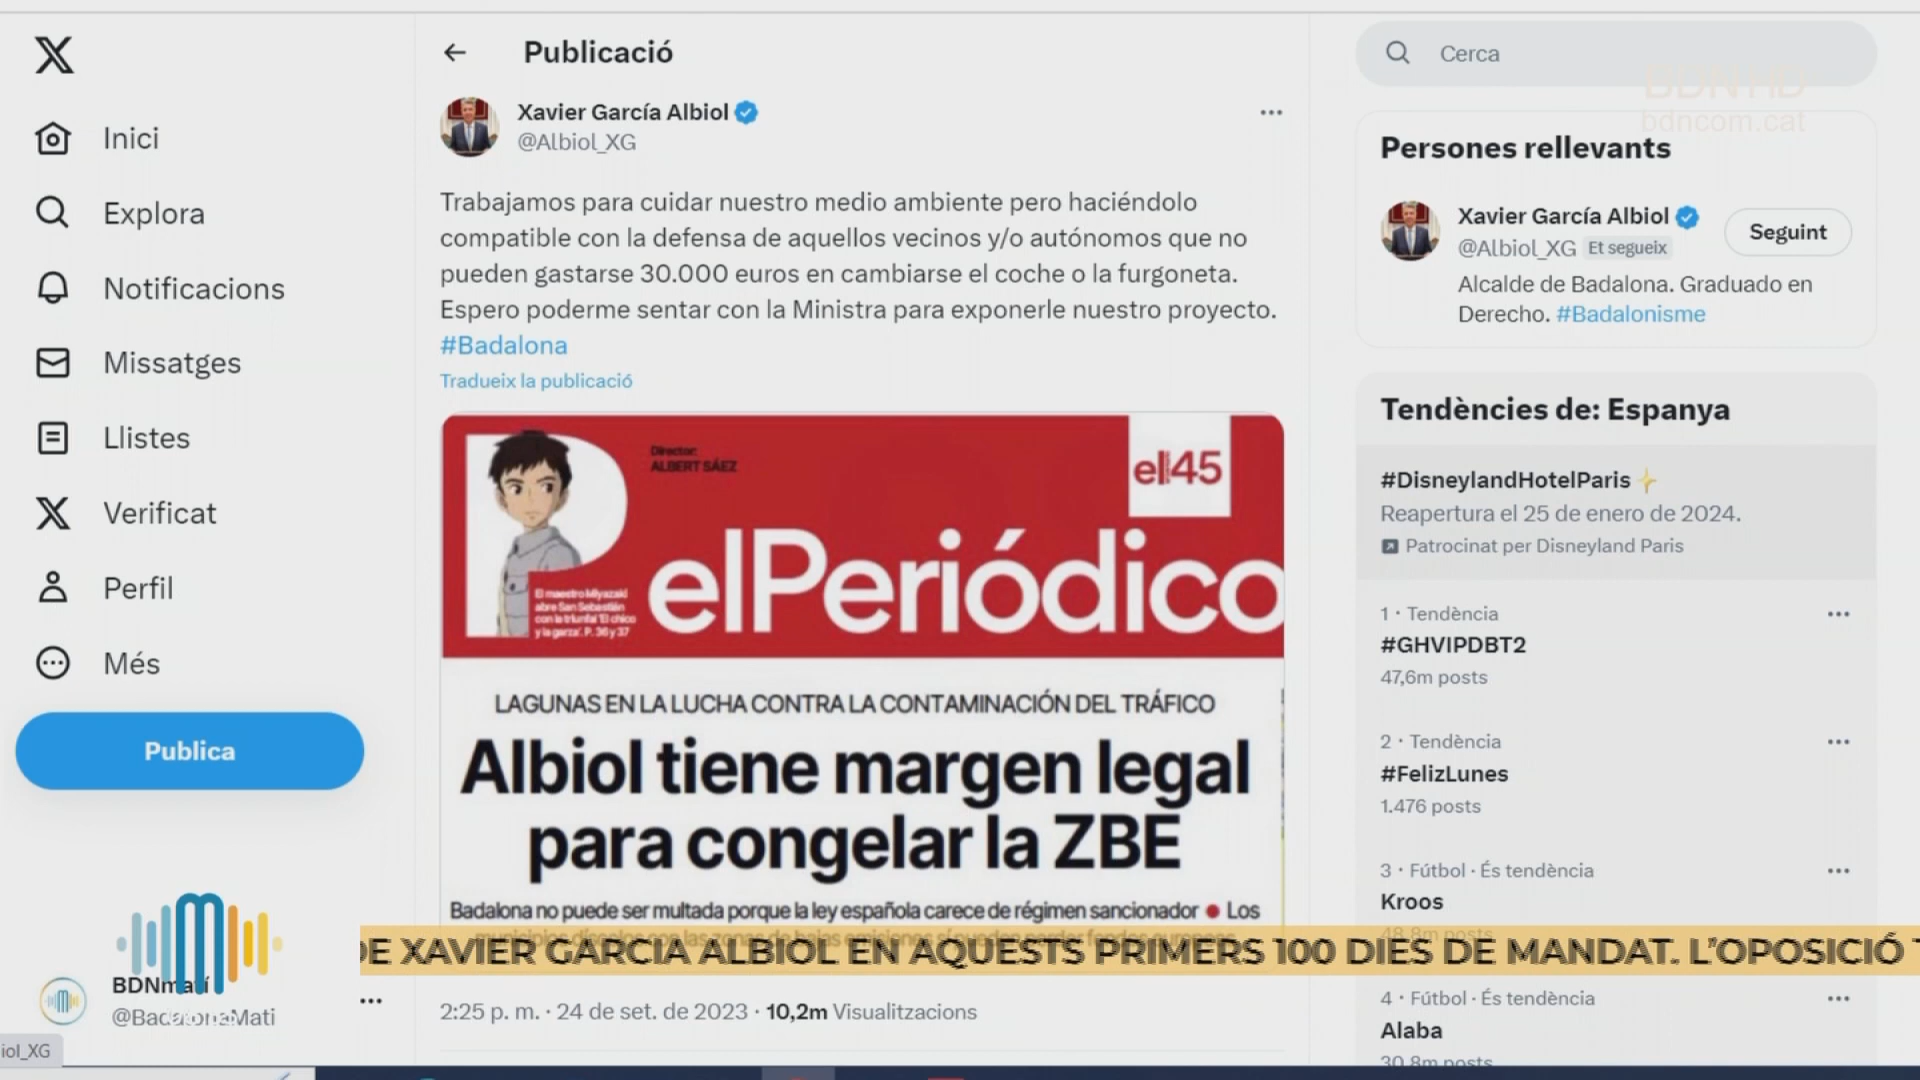 Inici
Explora
Notificacions
Missatges
Llistes
Verificat
Perfil
Més
Publica
BDNmatí
iol_XG
Publicació
Xavier García Albiol
@Albiol_XG
Trabajamos para cuidar nuestro medio ambiente pero haciéndolo
compatible con la defensa de aquellos vecinos y/o autónomos que no
pueden gastarse 30.000 euros en cambiarse el coche o la furgoneta.
Espero poderme sentar con la Ministra para exponerle nuestro proyecto.
#Badalona
Tradueix la publicació
Director:
ALBERT SÁEZ
el45
elPeriódico
El maestro Miyazaki
abre San Sebastián
con la triunfal 'El chico
y la garza'. P. 36 y 37
LAGUNAS EN LA LUCHA CONTRA LA CONTAMINACIÓN DEL TRÁFICO
Albiol tiene margen legal
para congelar la ZBE
Badalona no puede ser multada porque la ley española carece de régimen sancionador ● Los
DE XAVIER GARCIA ALBIOL EN AQUESTS PRIMERS 100 DIES DE MANDAT. L'OPOSICIÓ
2:25 p. m. · 24 de set. de 2023 · 10,2m Visualitzacions
Cerca
BDN HD
bdncom.cat
Persones rellevants
Xavier García Albiol
@Albiol_XG Et segueix
Seguint
Alcalde de Badalona. Graduado en
Derecho. #Badalonisme
Tendències de: Espanya
#DisneylandHotelParis
Reapertura el 25 de enero de 2024.
Patrocinat per Disneyland Paris
1 · Tendència
#GHVIPDBT2
47,6m posts
2 · Tendència
#FelizLunes
1.476 posts
3 · Fútbol · És tendència
Kroos
48,8m posts
4 · Fútbol · És tendència
Alaba
30,8m posts